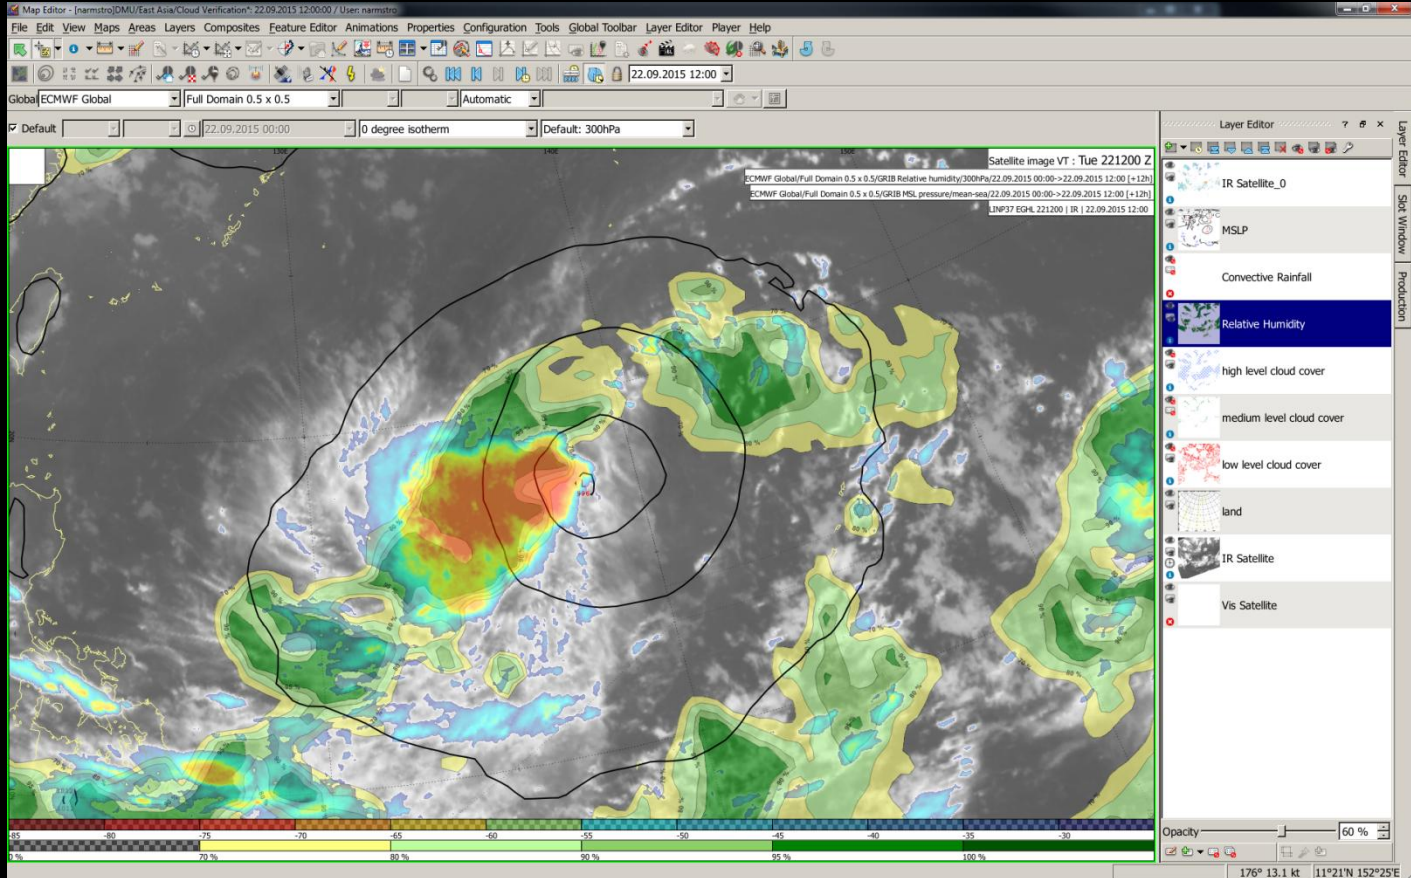 Map Editor - [narmstro]DMU/East Asia/Cloud Verification*: 22.09.2015 12:00:00 / User: narmstro
File Edit View Maps Areas Layers Composites Feature Editor Animations Properties Configuration Tools Global Toolbar Layer Editor Player Help
22.09.2015 12:00
Global ECMWF Global Full Domain 0.5 x 0.5 Automatic
Default 22.09.2015 00:00 0 degree isotherm Default: 300hPa
Satellite image VT : Tue 221200 Z
ECMWF Global/Full Domain 0.5 x 0.5/GRIB Relative humidity/300hPa/22.09.2015 00:00->22.09.2015 12:00 [+12h]
ECMWF Global/Full Domain 0.5 x 0.5/GRIB MSL pressure/mean-sea/22.09.2015 00:00->22.09.2015 12:00 [+12h]
LINP37 EGHL 221200 | IR | 22.09.2015 12:00
Layer Editor
IR Satellite_0
MSLP
Convective Rainfall
Relative Humidity
high level cloud cover
medium level cloud cover
low level cloud cover
land
IR Satellite
Vis Satellite
Layer Editor
Slot Window
Production
Opacity 60 %
-85 -80 -75 -70 -65 -60 -55 -50 -45 -40 -35 -30
0 % 70 % 80 % 90 % 95 % 100 %
176° 13.1 kt 11°21'N 152°25'E